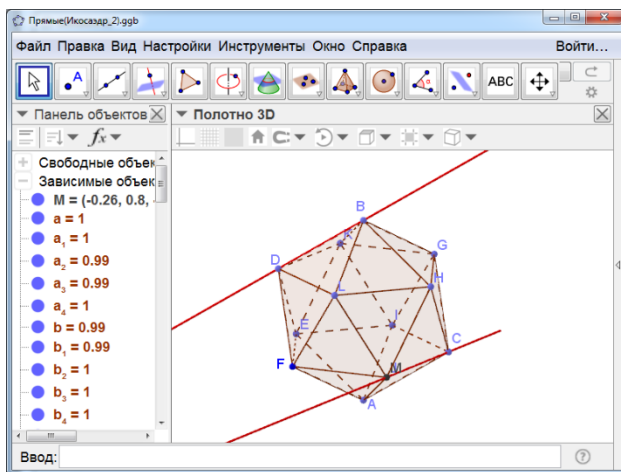 Прямые(Икосаэдр_2).ggb
Файл Правка Вид Настройки Инструменты Окно Справка Войти...
A ABC
Панель объектов Полотно 3D
fx
Свободные объек
Зависимые объек
M = (-0.26, 0.8, -
a = 1
a₁ = 1
a₂ = 0.99
a₃ = 0.99
a₄ = 1
b = 0.99
b₁ = 0.99
b₂ = 1
b₃ = 1
b₄ = 1
B
K
G
D
H
L
E
I
C
F
M
A
Ввод: